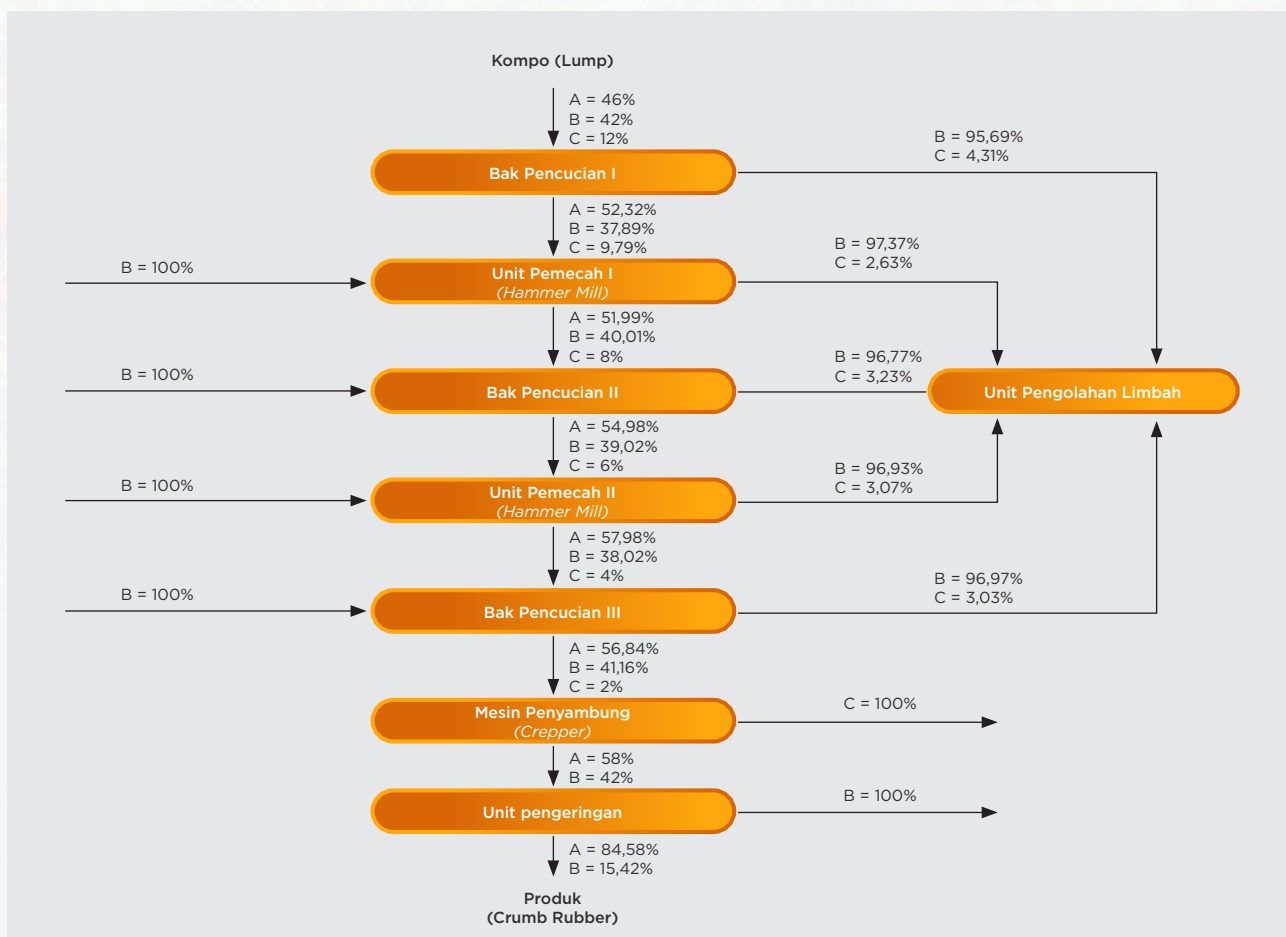 Kompo (Lump)
A = 46%
B = 42%
C = 12%
B = 95,69%
C = 4,31%
Bak Pencucian I
A = 52,32%
B = 37,89%
C = 9,79%
B = 97,37%
C = 2,63%
B = 100%
Unit Pemecah I
(Hammer Mill)
A = 51,99%
B = 40,01%
C = 8%
B = 96,77%
C = 3,23%
B = 100%
Bak Pencucian II
Unit Pengolahan Limbah
A = 54,98%
B = 39,02%
C = 6%
B = 96,93%
C = 3,07%
B = 100%
Unit Pemecah II
(Hammer Mill)
A = 57,98%
B = 38,02%
C = 4%
B = 96,97%
C = 3,03%
B = 100%
Bak Pencucian III
A = 56,84%
B = 41,16%
C = 2%
Mesin Penyambung
(Crepper)
C = 100%
A = 58%
B = 42%
Unit pengeringan
B = 100%
A = 84,58%
B = 15,42%
Produk
(Crumb Rubber)